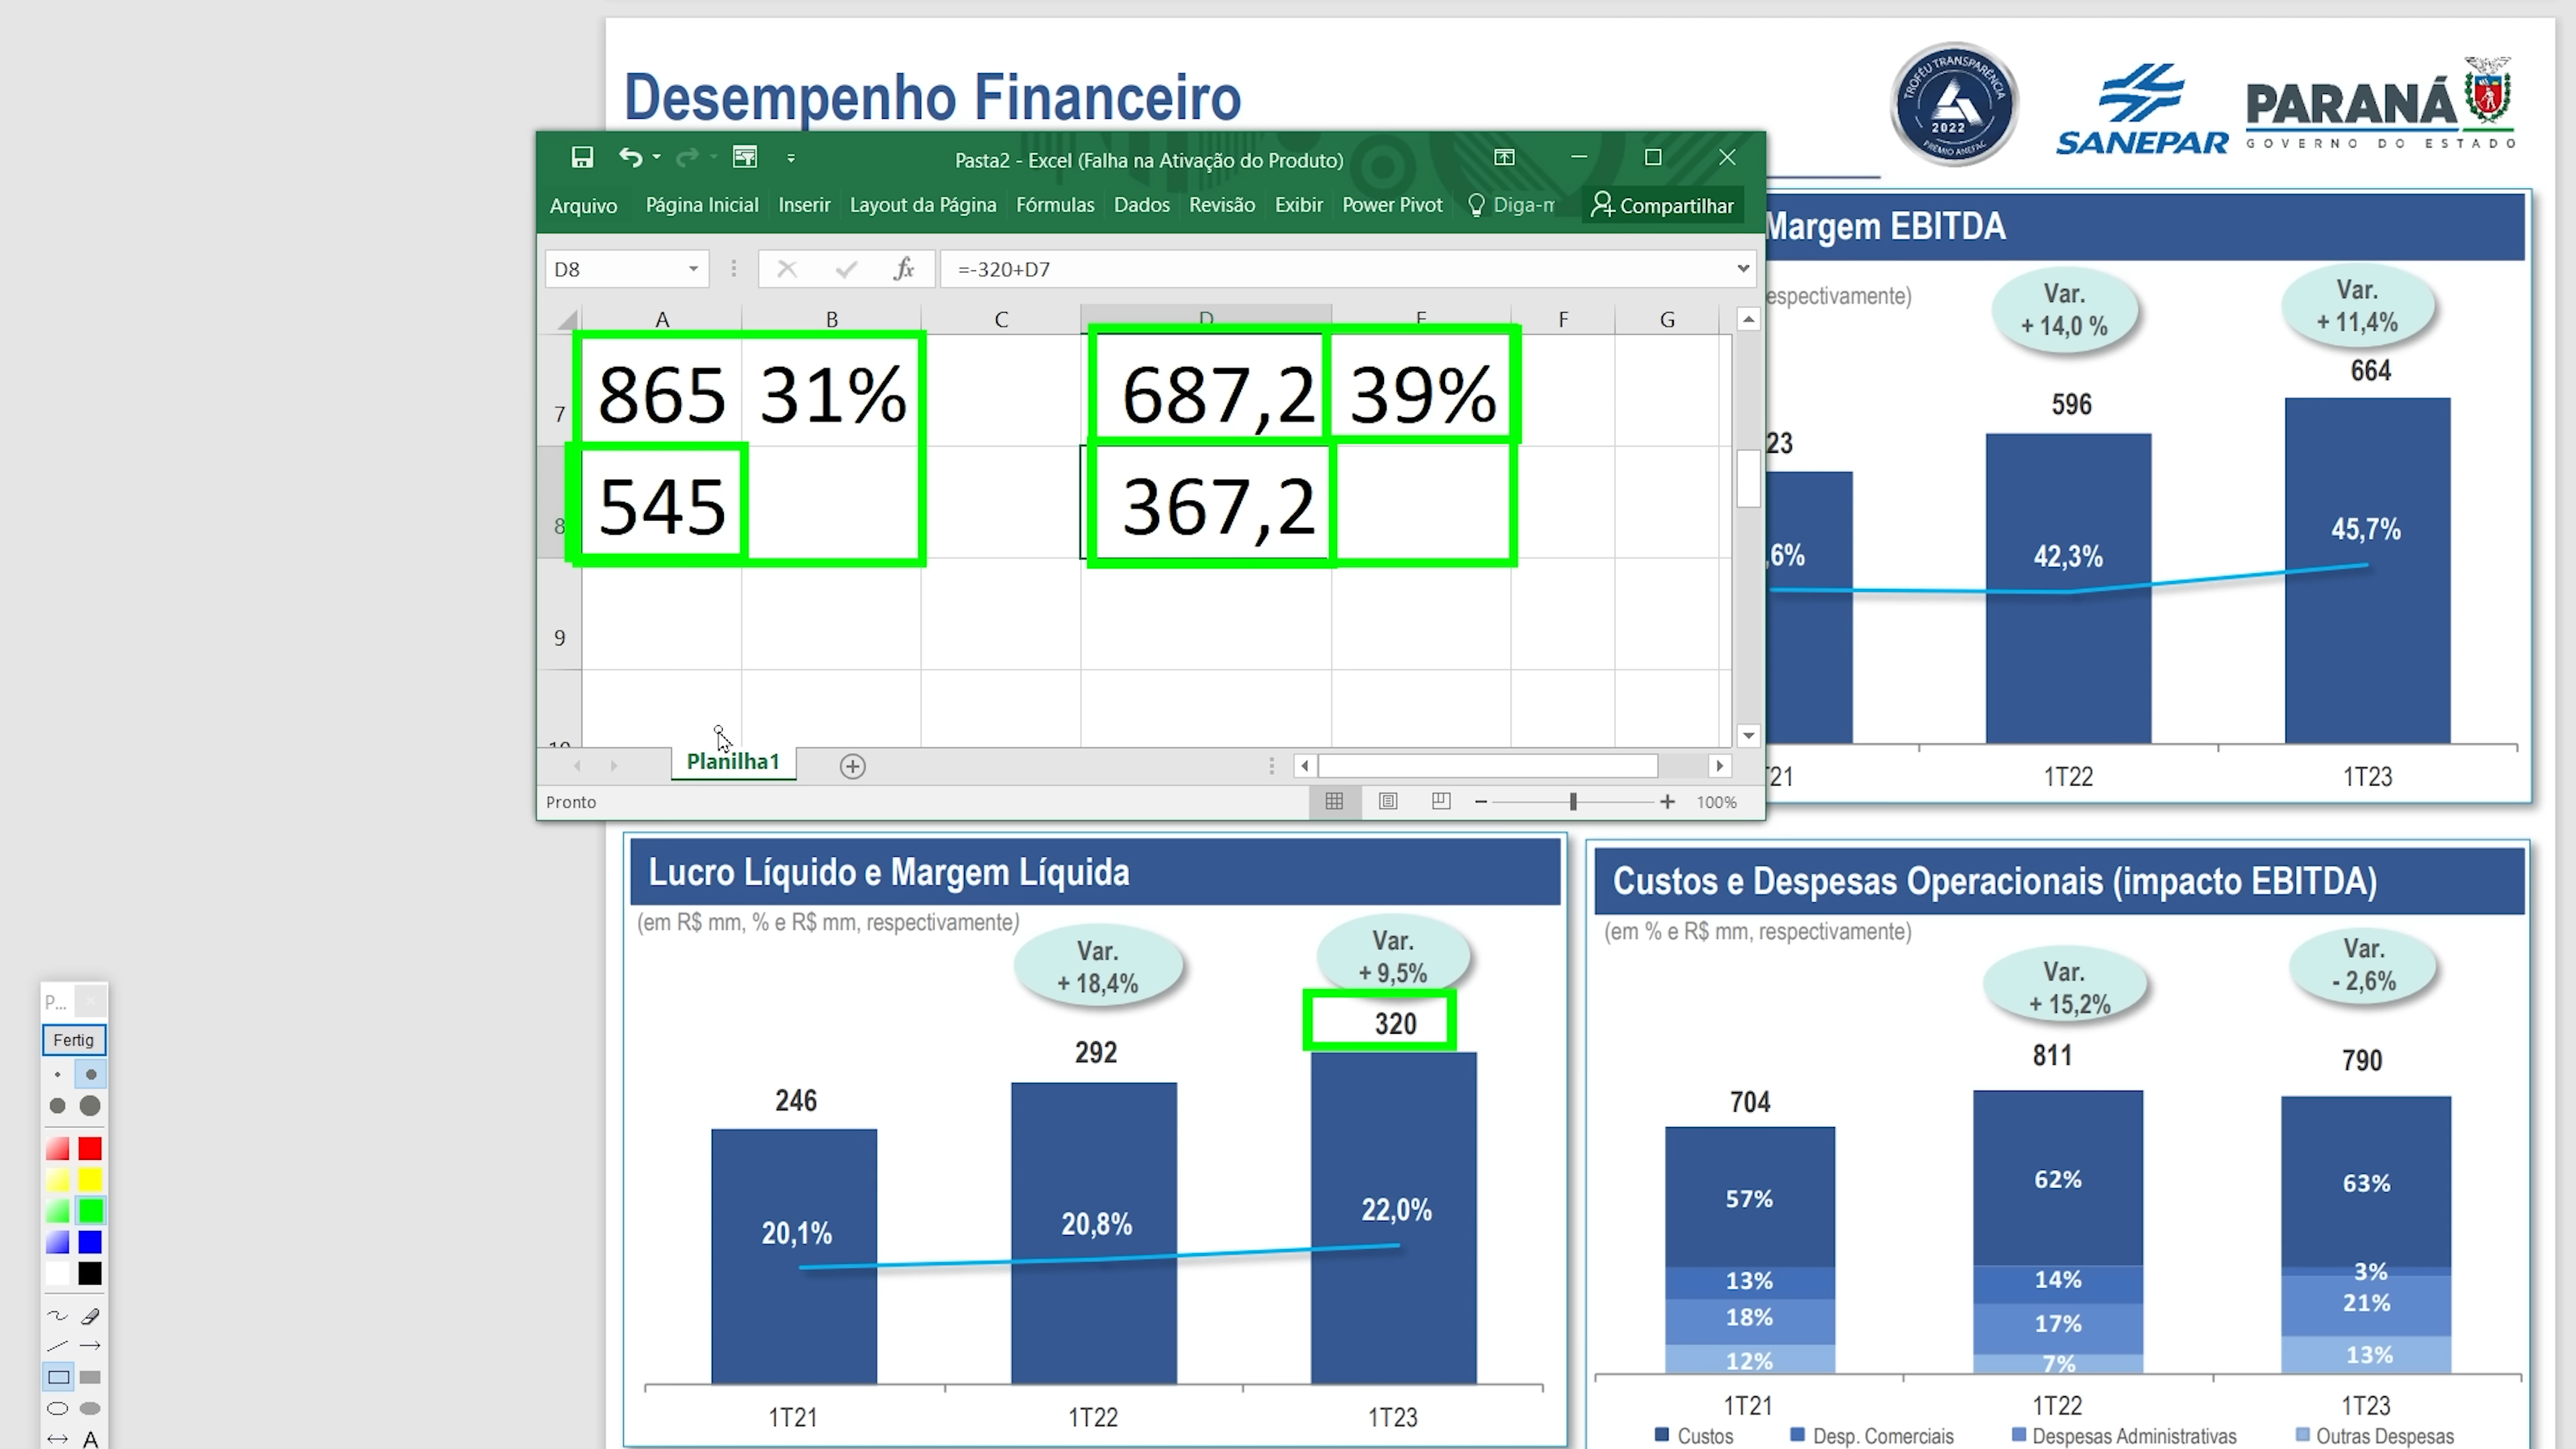 Desempenho Financeiro
TROFÉU TRANSPARÊNCIA
2022
PRÊMIO ANEFAC
SANEPAR
PARANÁ
GOVERNO DO ESTADO
Pasta2 - Excel (Falha na Ativação do Produto)
Arquivo Página Inicial Inserir Layout da Página Fórmulas Dados Revisão Exibir Power Pivot Diga-m Compartilhar
D8 fx =-320+D7
A B C D E F G
7 865 31% 687,2 39%
8 545 367,2
9
10
Planilha1
Pronto 100%
Margem EBITDA
espectivamente)
Var.
+ 14,0 %
Var.
+ 11,4%
23 596 664
,6% 42,3% 45,7%
T21 1T22 1T23
Lucro Líquido e Margem Líquida
(em R$ mm, % e R$ mm, respectivamente)
Var.
+ 18,4%
Var.
+ 9,5%
246 292 320
20,1% 20,8% 22,0%
1T21 1T22 1T23
Custos e Despesas Operacionais (impacto EBITDA)
(em % e R$ mm, respectivamente)
Var.
+ 15,2%
Var.
- 2,6%
704 811 790
57% 62% 63%
13% 14% 3%
18% 17% 21%
12% 7% 13%
1T21 1T22 1T23
Custos Desp. Comerciais Despesas Administrativas Outras Despesas
P...
Fertig
A